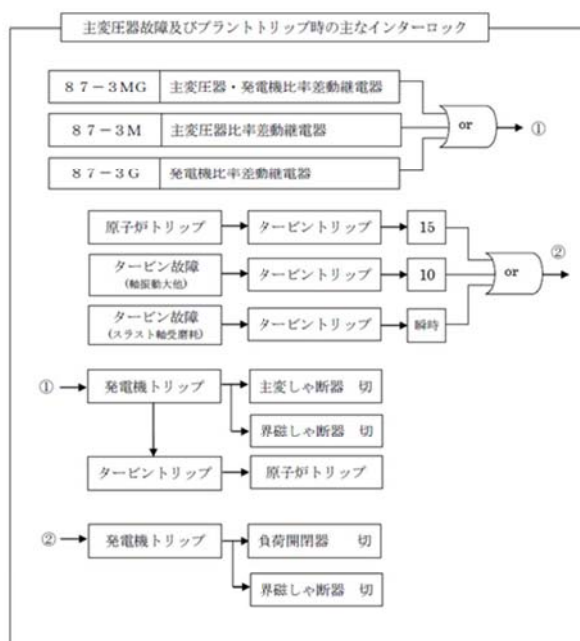 主変圧器故障及びプラントトリップ時の主なインターロック
87-3MG 主変圧器・発電機比率差動継電器
87-3M 主変圧器比率差動継電器
87-3G 発電機比率差動継電器
or
①
原子炉トリップ タービントリップ 15
タービン故障 タービントリップ 10
(軸振動大他)
タービン故障 タービントリップ 瞬時
(スラスト軸受磨耗)
or
②
① 発電機トリップ 主変しゃ断器 切
界磁しゃ断器 切
タービントリップ 原子炉トリップ
② 発電機トリップ 負荷開閉器 切
界磁しゃ断器 切